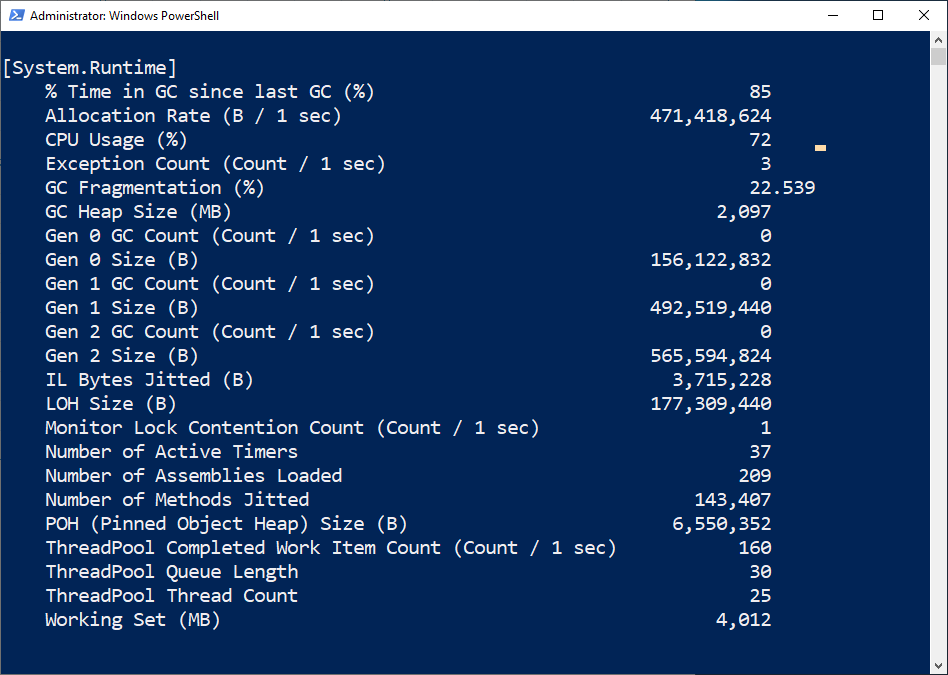 Administrator: Windows PowerShell
[System.Runtime]
% Time in GC since last GC (%) 85
Allocation Rate (B / 1 sec) 471,418,624
CPU Usage (%) 72
Exception Count (Count / 1 sec) 3
GC Fragmentation (%) 22.539
GC Heap Size (MB) 2,097
Gen 0 GC Count (Count / 1 sec) 0
Gen 0 Size (B) 156,122,832
Gen 1 GC Count (Count / 1 sec) 0
Gen 1 Size (B) 492,519,440
Gen 2 GC Count (Count / 1 sec) 0
Gen 2 Size (B) 565,594,824
IL Bytes Jitted (B) 3,715,228
LOH Size (B) 177,309,440
Monitor Lock Contention Count (Count / 1 sec) 1
Number of Active Timers 37
Number of Assemblies Loaded 209
Number of Methods Jitted 143,407
POH (Pinned Object Heap) Size (B) 6,550,352
ThreadPool Completed Work Item Count (Count / 1 sec) 160
ThreadPool Queue Length 30
ThreadPool Thread Count 25
Working Set (MB) 4,012